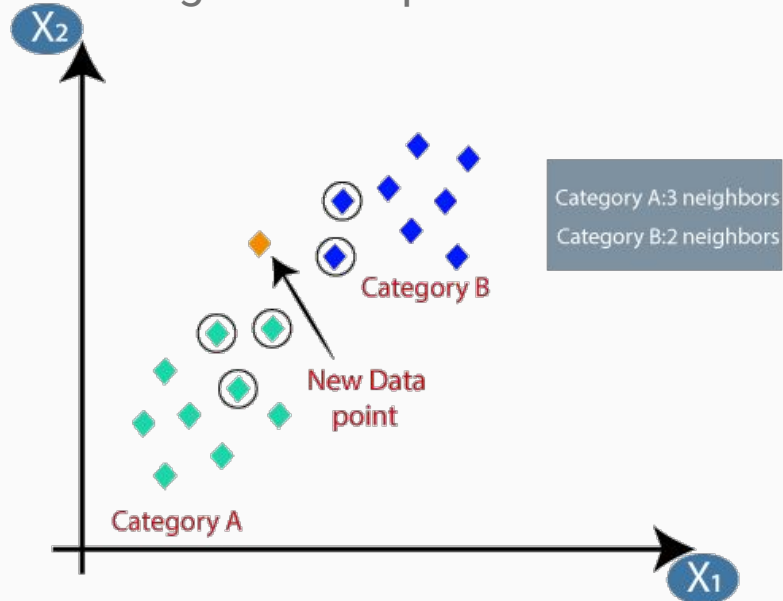 X₂
Category A:3 neighbors
Category B:2 neighbors
Category B
New Data
point
Category A
X₁